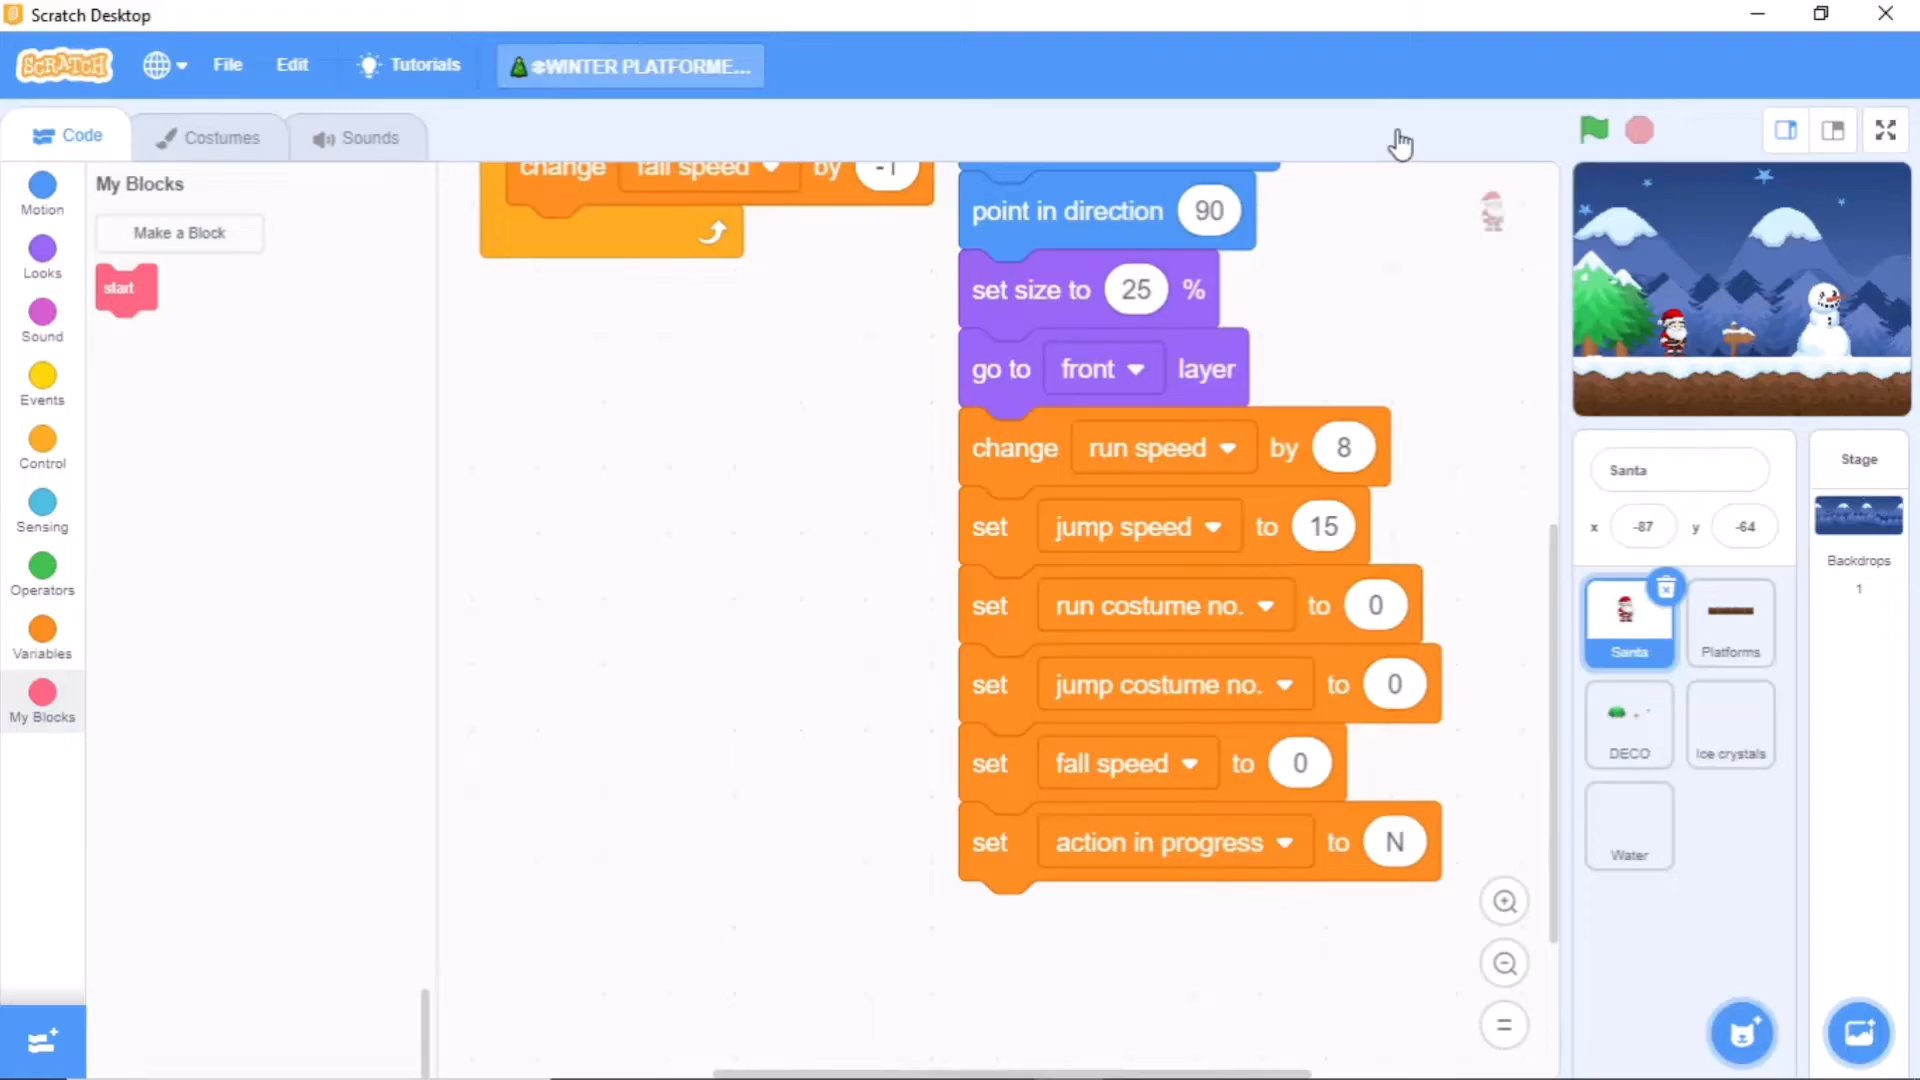 Scratch Desktop
SCRATCH
File
Edit
Tutorials
WINTER PLATFORME...
Code
Costumes
Sounds
Motion
Looks
Sound
Events
Control
Sensing
Operators
Variables
My Blocks
My Blocks
Make a Block
start
change fall speed by -1
point in direction 90
set size to 25 %
go to front layer
change run speed by 8
set jump speed to 15
set run costume no. to 0
set jump costume no. to 0
set fall speed to 0
set action in progress to N
Santa
x -87 y -64
Santa
Platforms
DECO
Ice crystals
Water
Stage
Backdrops
1